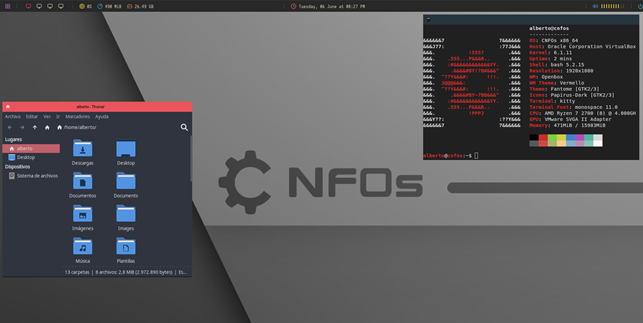 0%
498 MiB
26.49 GB
Tuesday, 06 June at 08:27 PM
alberto@cnfos
-------------
OS: CNFOs x86_64
Host: Oracle Corporation VirtualBox
Kernel: 6.1.11
Uptime: 2 mins
Shell: bash 5.2.15
Resolution: 1920x1080
WM: Openbox
WM Theme: Vermello
Theme: Fantome [GTK2/3]
Icons: Papirus-Dark [GTK2/3]
Terminal: kitty
Terminal Font: monospace 11.0
CPU: AMD Ryzen 7 2700 (8) @ 4.000GH
GPU: VMware SVGA II Adapter
Memory: 471MiB / 15983MiB
alberto@cnfos:~$
alberto - Thunar
Archivo Editar Ver Ir Marcadores Ayuda
/home/alberto/
Lugares
alberto
Desktop
Dispositivos
Sistema de archivos
Descargas
Desktop
Documentos
Documents
Imágenes
Images
Música
Plantillas
13 carpetas | 8 archivos: 2,8 MiB (2.972.890 bytes) | Es...
CNFOs